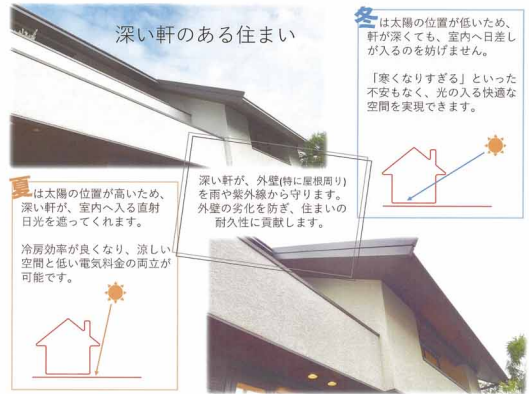 深い軒のある住まい
冬は太陽の位置が低いため、
軒が深くても、室内へ日差し
が入るのを妨げません。
「寒くなりすぎる」といった
不安もなく、光の入る快適な
空間を実現できます。
深い軒が、外壁(特に屋根周り)
を雨や紫外線から守ります。
外壁の劣化を防ぎ、住まいの
耐久性に貢献します。
夏は太陽の位置が高いため、
深い軒が、室内へ入る直射
日光を遮ってくれます。
冷房効率が良くなり、涼しい
空間と低い電気料金の両立が
可能です。